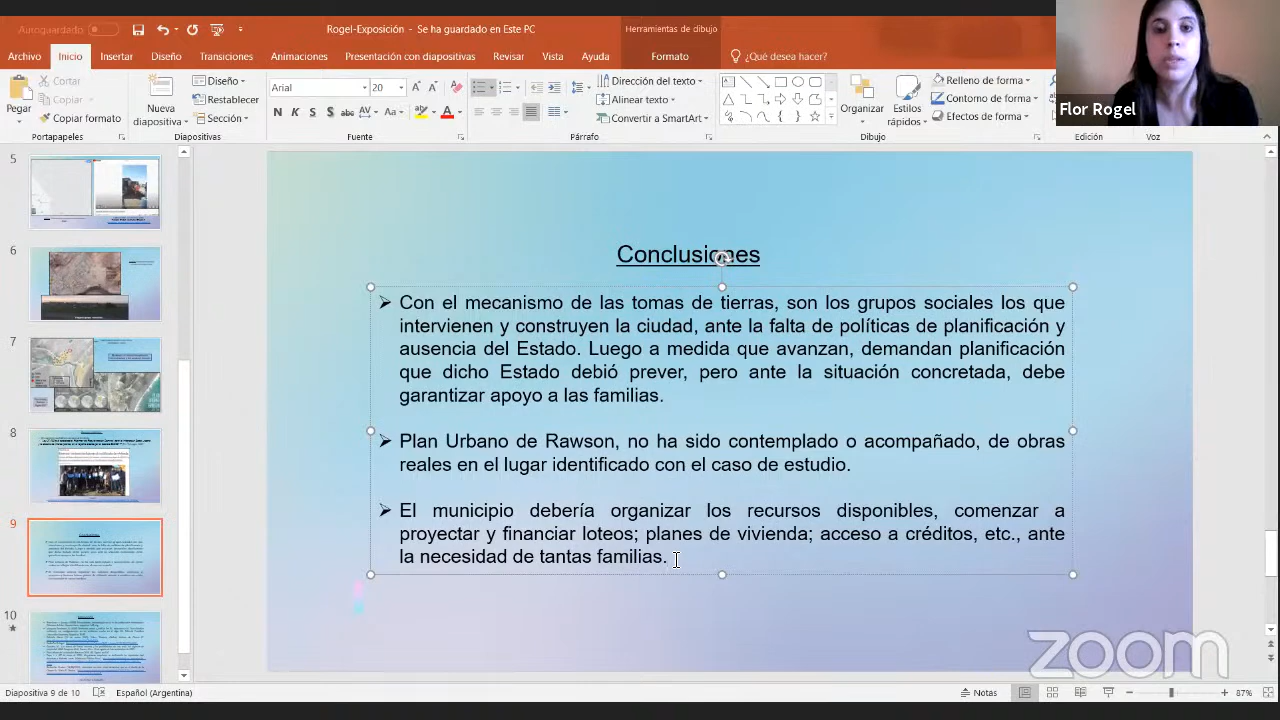 Autoguardado
Rogel-Exposición - Se ha guardado en Este PC
Herramientas de dibujo
Archivo Inicio Insertar Diseño Transiciones Animaciones Presentación con diapositivas Revisar Vista Ayuda Formato ¿Qué desea hacer?
Flor Rogel
Pegar
Cortar
Copiar
Copiar formato
Nueva
diapositiva
Diseño
Restablecer
Sección
Arial 20
N K S S abc AV Aa A
Dirección del texto
Alinear texto
Convertir a SmartArt
Organizar
Estilos
rápidos
Relleno de forma
Contorno de forma
Efectos de forma
Portapapeles Diapositivas Fuente Párrafo Dibujo Edición Voz
5
6
7
8
9
10
Conclusiones
Con el mecanismo de las tomas de tierras, son los grupos sociales los que
intervienen y construyen la ciudad, ante la falta de políticas de planificación y
ausencia del Estado. Luego a medida que avanzan, demandan planificación
que dicho Estado debió prever, pero ante la situación concretada, debe
garantizar apoyo a las familias.
Plan Urbano de Rawson, no ha sido contemplado o acompañado, de obras
reales en el lugar identificado con el caso de estudio.
El municipio debería organizar los recursos disponibles, comenzar a
proyectar y financiar loteos; planes de vivienda, acceso a créditos, etc., ante
la necesidad de tantas familias.
zoom
Diapositiva 9 de 10 Español (Argentina) Notas 87%